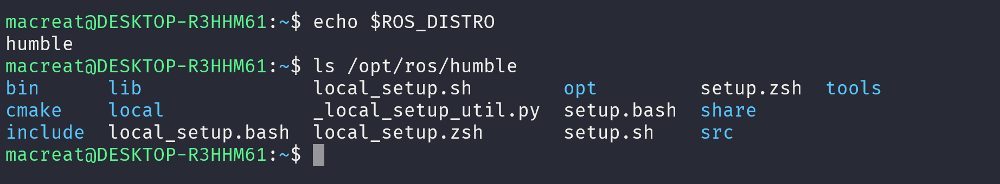 macreat@DESKTOP-R3HHM61:~$ echo $ROS_DISTRO
humble
macreat@DESKTOP-R3HHM61:~$ ls /opt/ros/humble
bin      lib               local_setup.sh       opt         setup.zsh  tools
cmake    local             _local_setup_util.py  setup.bash  share
include  local_setup.bash  local_setup.zsh       setup.sh    src
macreat@DESKTOP-R3HHM61:~$